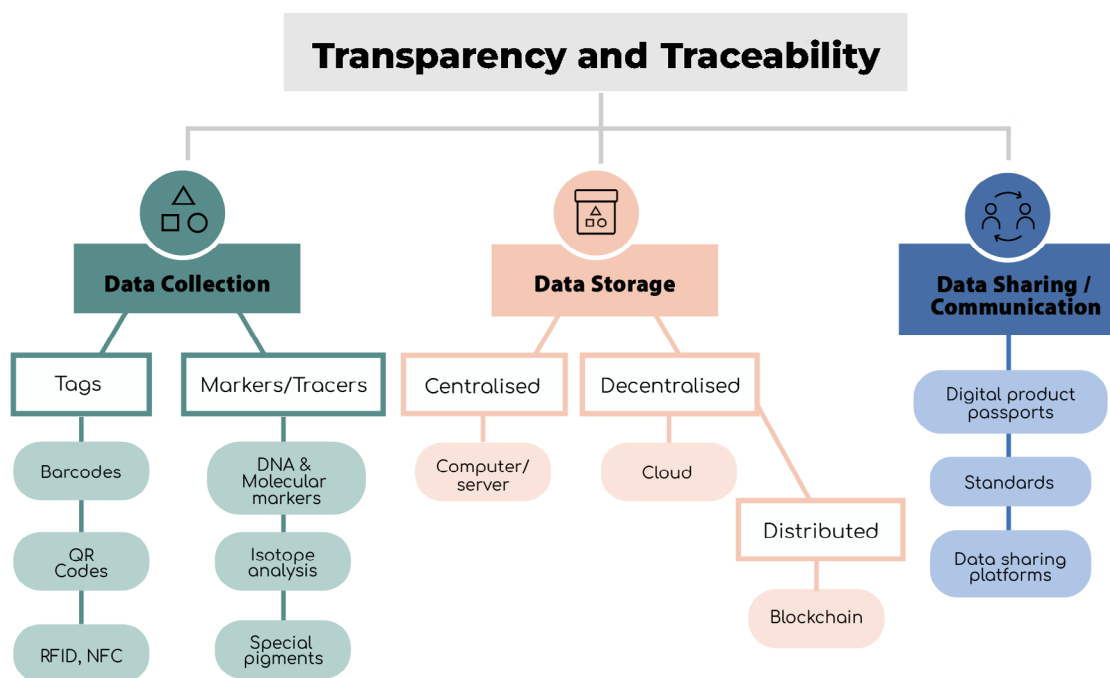 Transparency and Traceability
Data Collection
Tags
Barcodes
QR
Codes
RFID, NFC
Markers/Tracers
DNA &
Molecular
markers
Isotope
analysis
Special
pigments
Data Storage
Centralised
Computer/
server
Decentralised
Cloud
Distributed
Blockchain
Data Sharing /
Communication
Digital product
passports
Standards
Data sharing
platforms